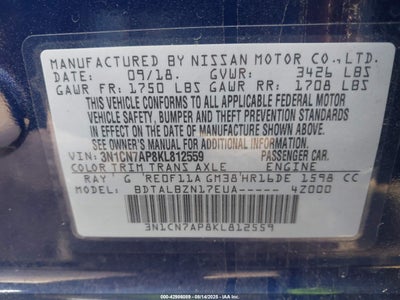 MANUFACTURED BY NISSAN MOTOR CO.,LTD.
DATE: 09/18. GVWR: 3426 LBS
GAWR FR: 1750 LBS GAWR RR: 1708 LBS
THIS VEHICLE CONFORMS TO ALL APPLICABLE FEDERAL MOTOR
VEHICLE SAFETY, BUMPER, AND THEFT PREVENTION STANDARDS
IN EFFECT ON THE DATE OF MANUFACTURE SHOWN ABOVE.
SEE OWNER'S MANUAL FOR ADDITIONAL INFORMATION
VIN: 3N1CN7AP8KL812559 PASSENGER CAR
COLOR TRIM TRANS AXLE ENGINE
RAY G RE0F11A GM38 HR16DE 1598 CC
MODEL: BDTALBZN17EUA----- 4Z000
3N1CN7AP8KL812559
IDE - 42998089 - 08/14/2025 - IAA Auctions